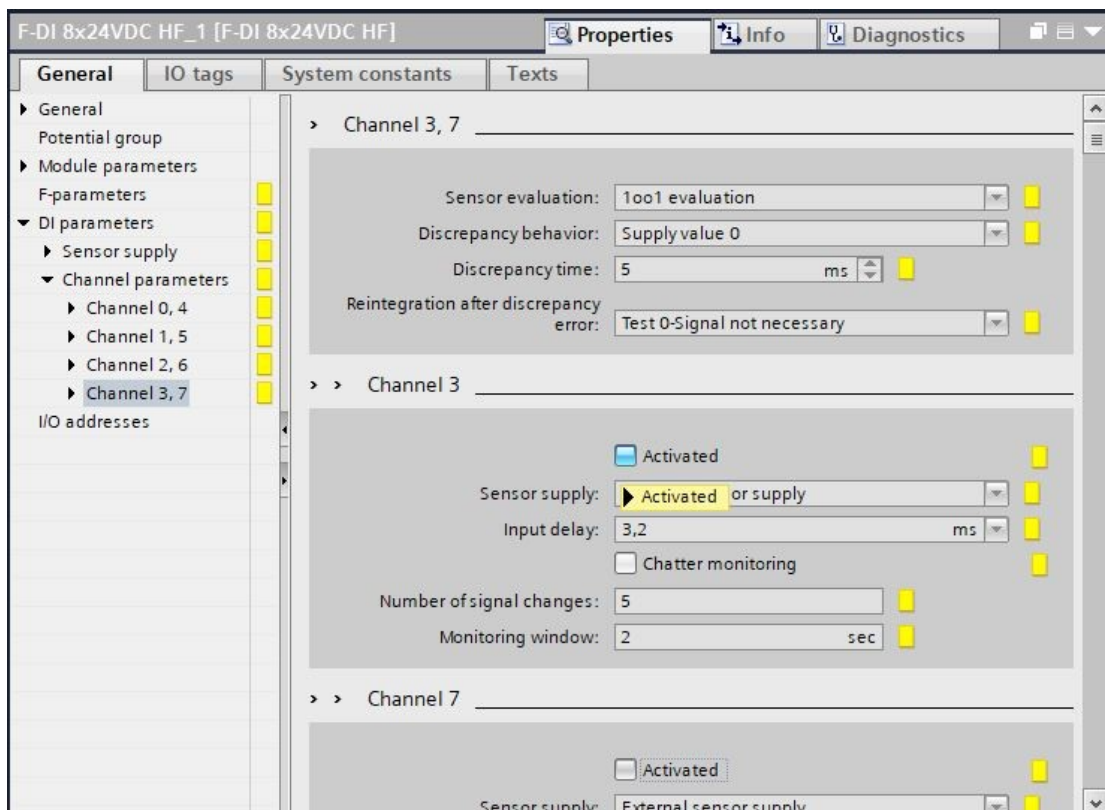 F-DI 8x24VDC HF_1 [F-DI 8x24VDC HF]
Properties
Info
Diagnostics
General
IO tags
System constants
Texts
General
Potential group
Module parameters
F-parameters
DI parameters
Sensor supply
Channel parameters
Channel 0, 4
Channel 1, 5
Channel 2, 6
Channel 3, 7
I/O addresses
Channel 3, 7
Sensor evaluation: 1oo1 evaluation
Discrepancy behavior: Supply value 0
Discrepancy time: 5 ms
Reintegration after discrepancy
error: Test 0-Signal not necessary
Channel 3
Activated
Sensor supply: Activated or supply
Input delay: 3,2 ms
Chatter monitoring
Number of signal changes: 5
Monitoring window: 2 sec
Channel 7
Activated
Sensor supply: External sensor supply